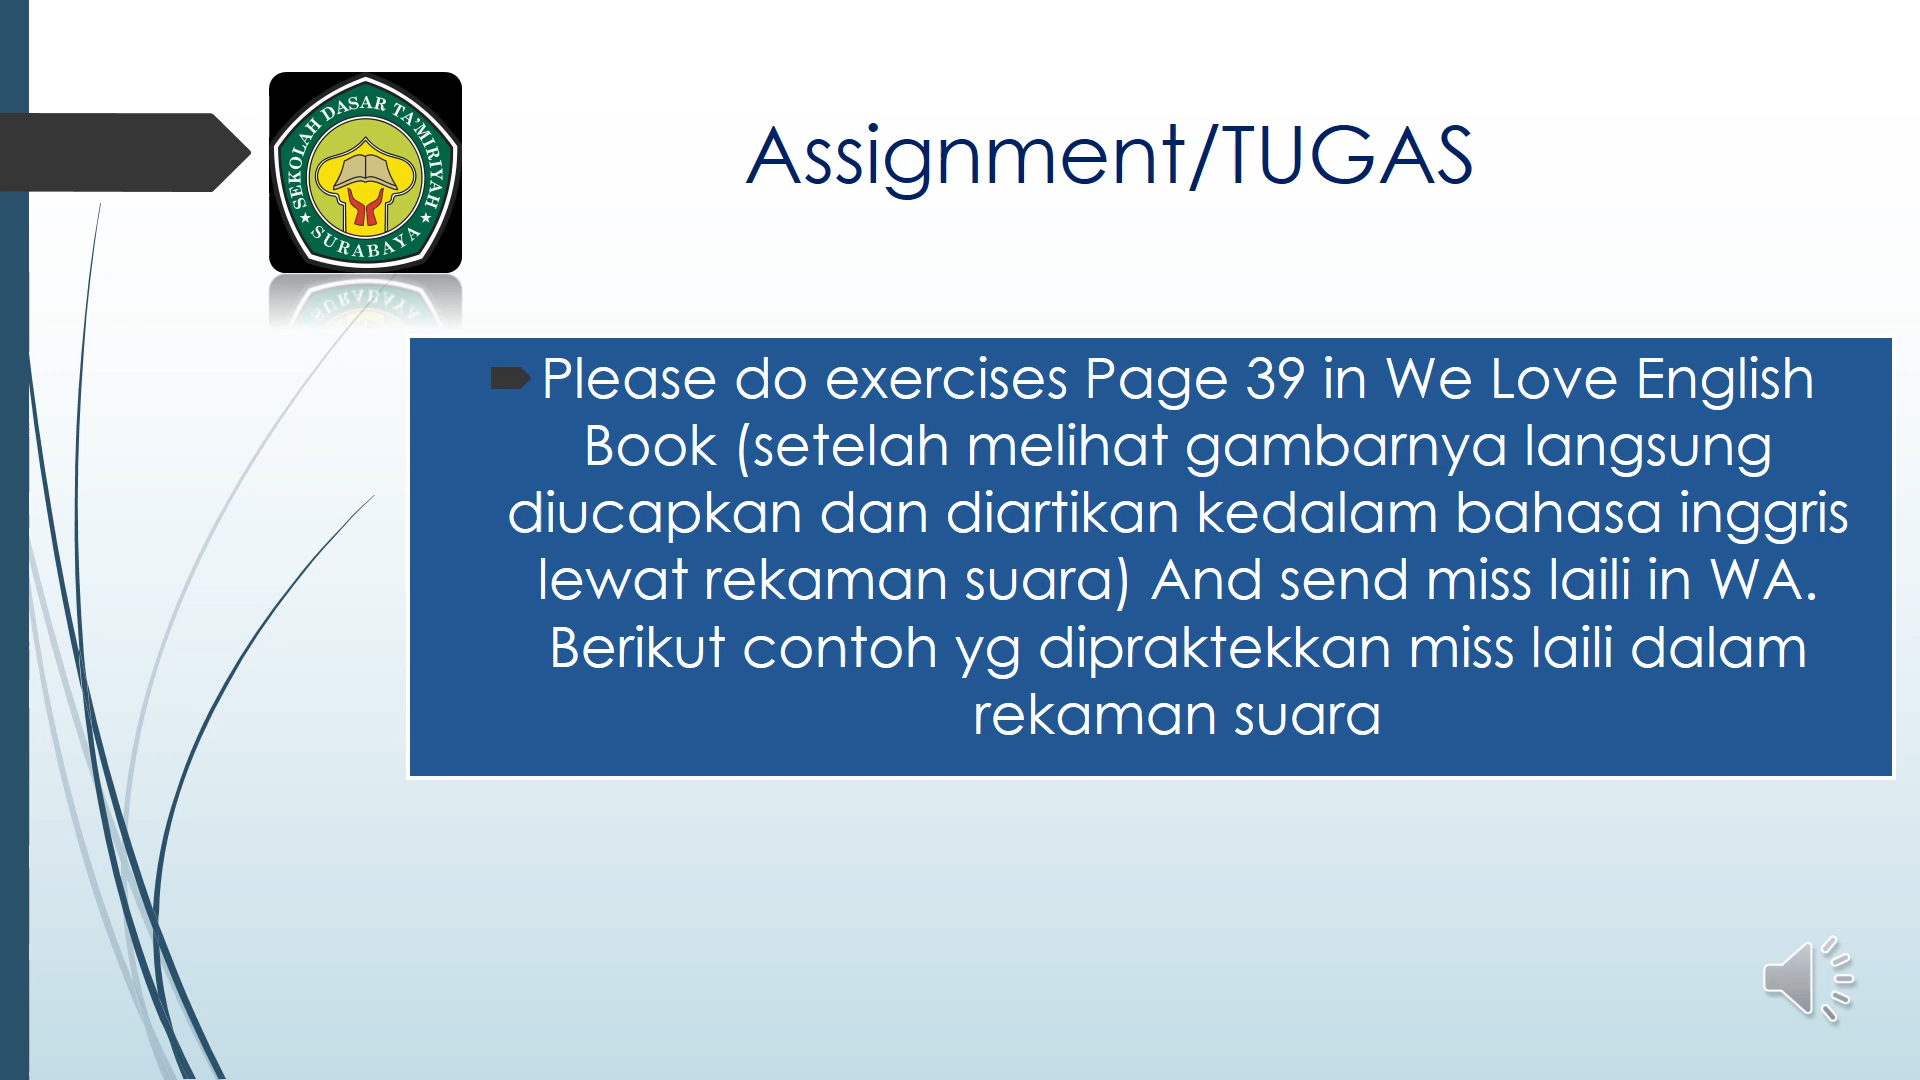 SEKOLAH DASAR TA'MIRIYAH
SURABAYA
Assignment/TUGAS
Please do exercises Page 39 in We Love English
Book (setelah melihat gambarnya langsung
diucapkan dan diartikan kedalam bahasa inggris
lewat rekaman suara) And send miss laili in WA.
Berikut contoh yg dipraktekkan miss laili dalam
rekaman suara